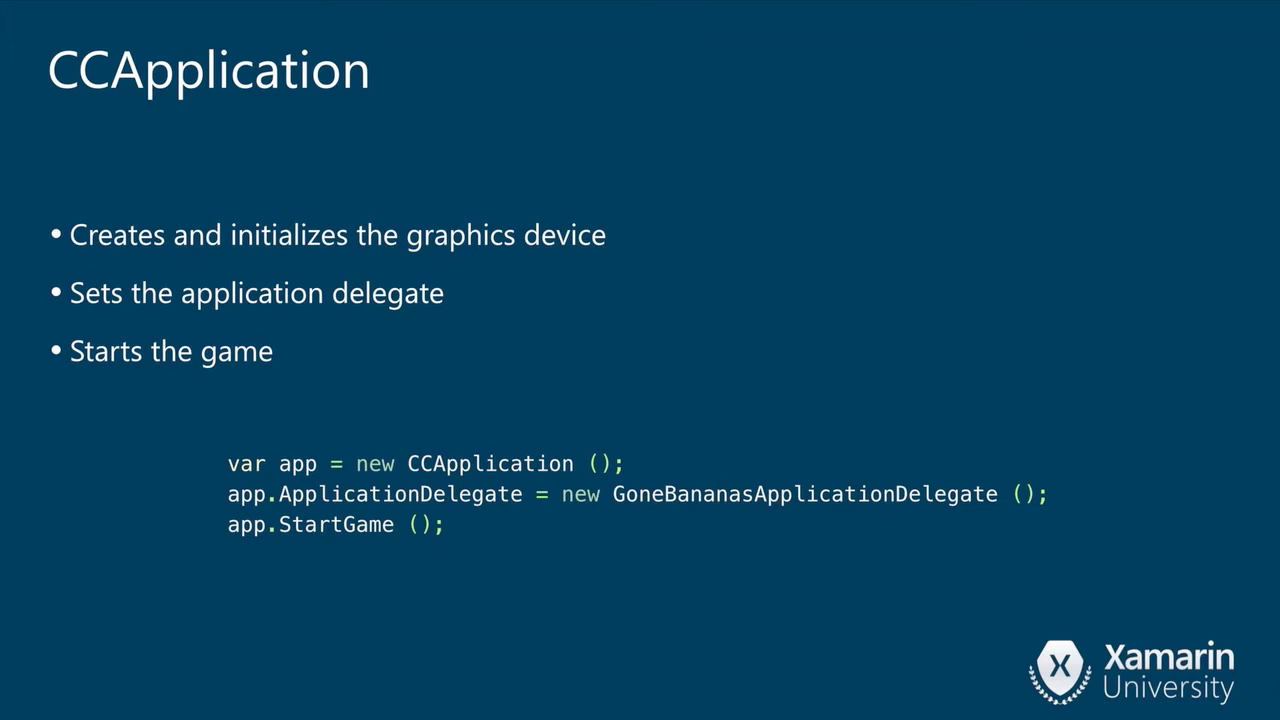 CCApplication
• Creates and initializes the graphics device
• Sets the application delegate
• Starts the game
var app = new CCApplication ();
app.ApplicationDelegate = new GoneBananasApplicationDelegate ();
app.StartGame ();
X
Xamarin
University